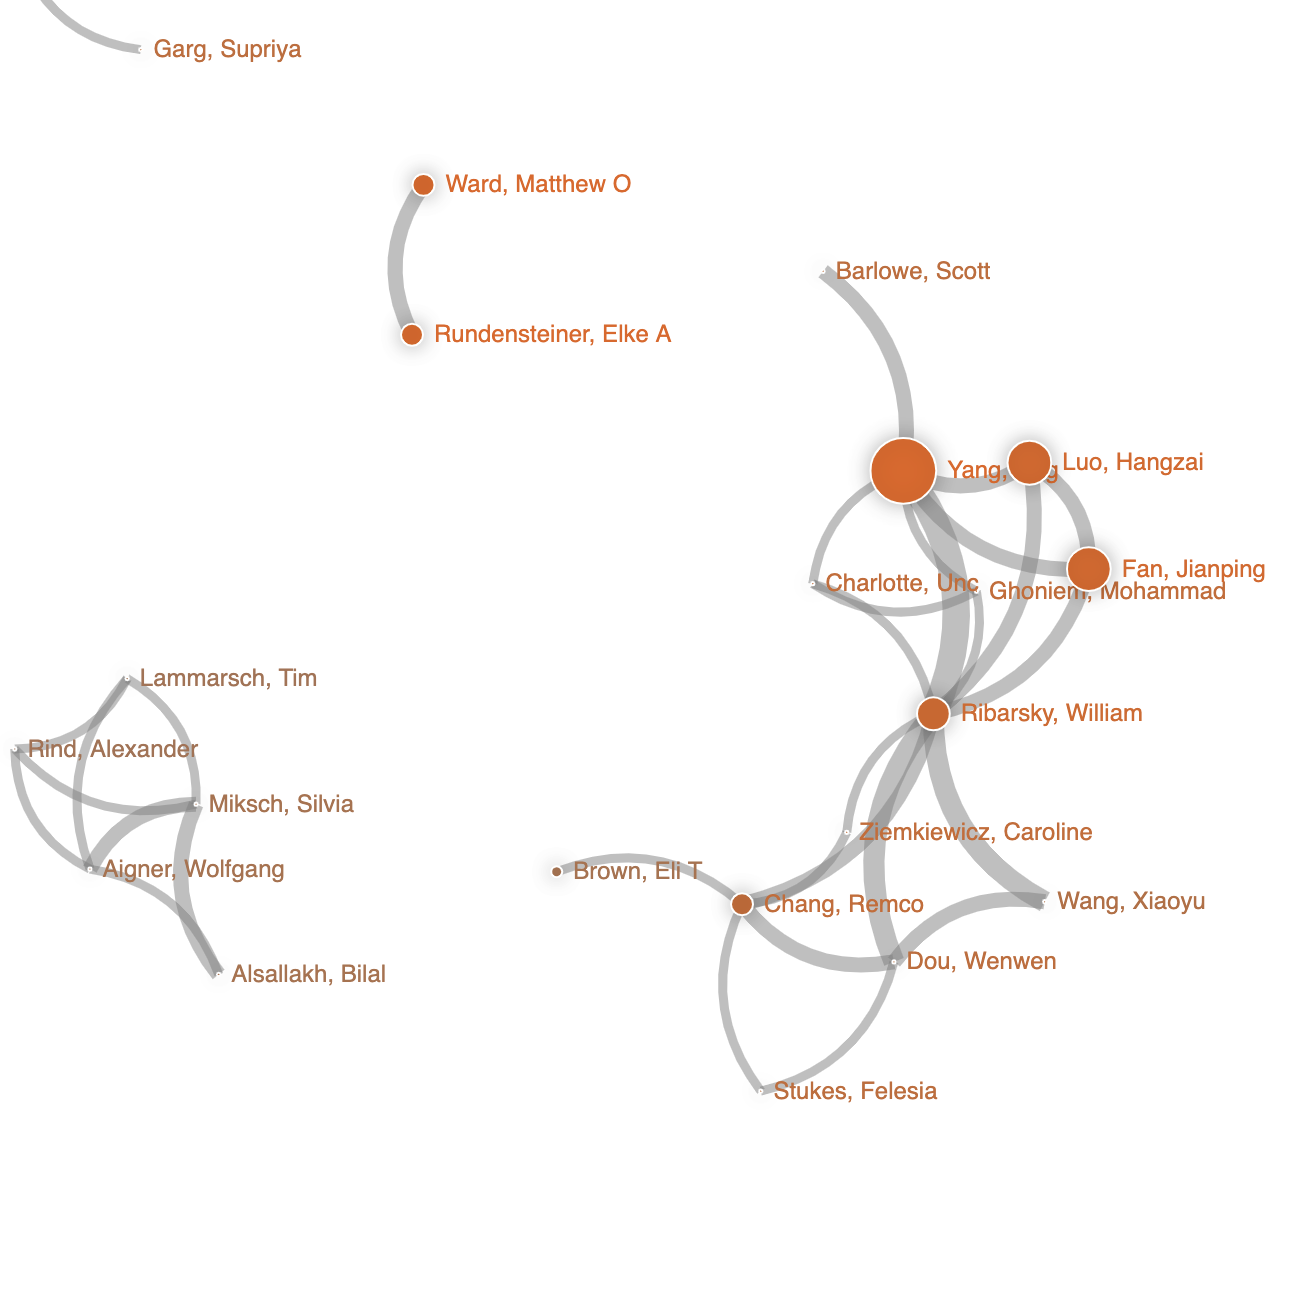 Garg, Supriya
Ward, Matthew O
Barlowe, Scott
Rundensteiner, Elke A
Luo, Hangzai
Yang,
Fan, Jianping
Charlotte, Unc
Ghoniem, Mohammad
Lammarsch, Tim
Ribarsky, William
Rind, Alexander
Miksch, Silvia
Ziemkiewicz, Caroline
Aigner, Wolfgang
Brown, Eli T
Wang, Xiaoyu
Chang, Remco
Dou, Wenwen
Alsallakh, Bilal
Stukes, Felesia